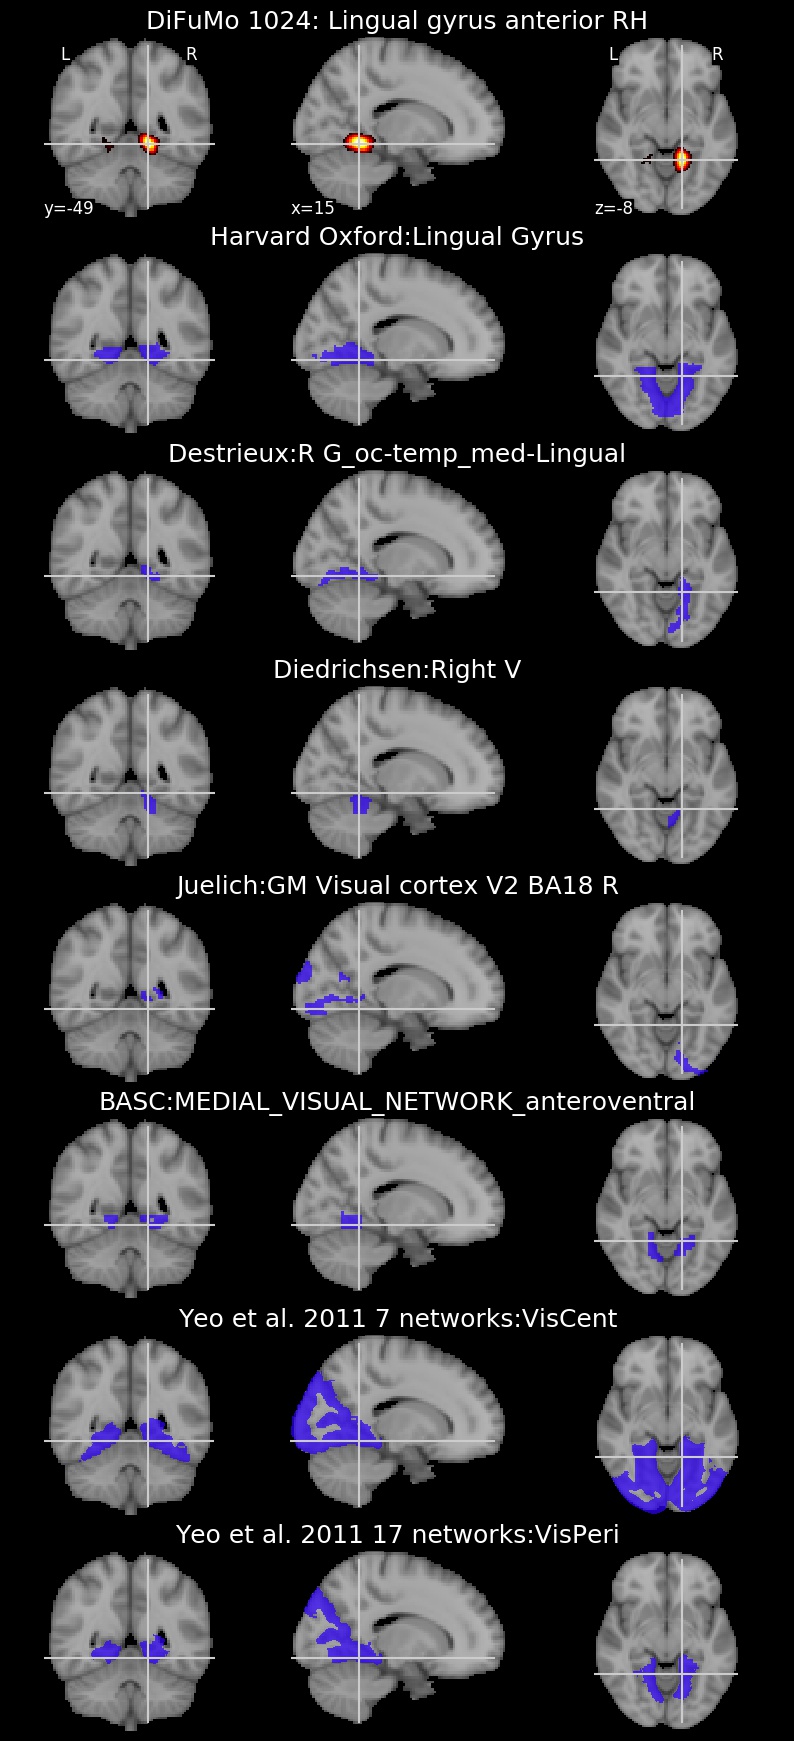 DiFuMo 1024: Lingual gyrus anterior RH
L R L R
y=-49 x=15 z=-8
Harvard Oxford:Lingual Gyrus
Destrieux:R G_oc-temp_med-Lingual
Diedrichsen:Right V
Juelich:GM Visual cortex V2 BA18 R
BASC:MEDIAL_VISUAL_NETWORK_anteroventral
Yeo et al. 2011 7 networks:VisCent
Yeo et al. 2011 17 networks:VisPeri